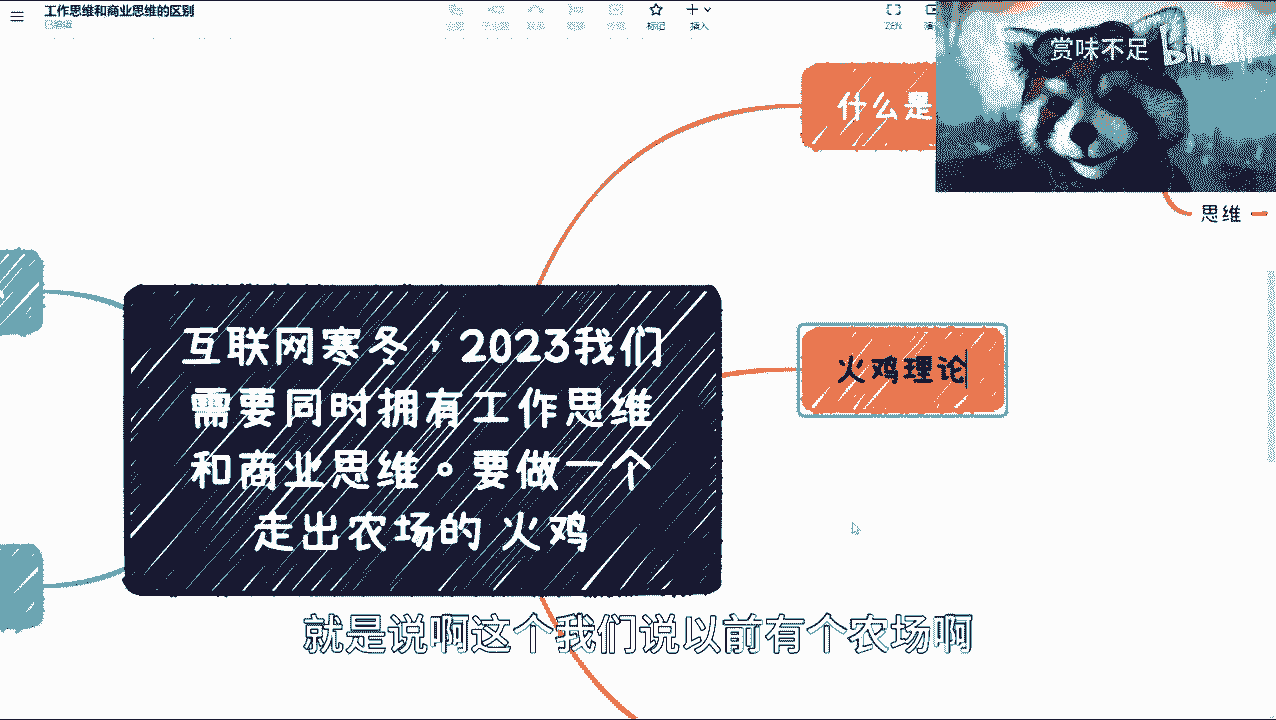 工作思维和商业思维的区别
已编辑
标记
插入
ZEN
赏味不足
什么是
思维
互联网寒冬，2023我们
需要同时拥有工作思维
和商业思维。要做一个
走出农场的 火鸡
火鸡理论
就是说啊这个我们说以前有个农场啊